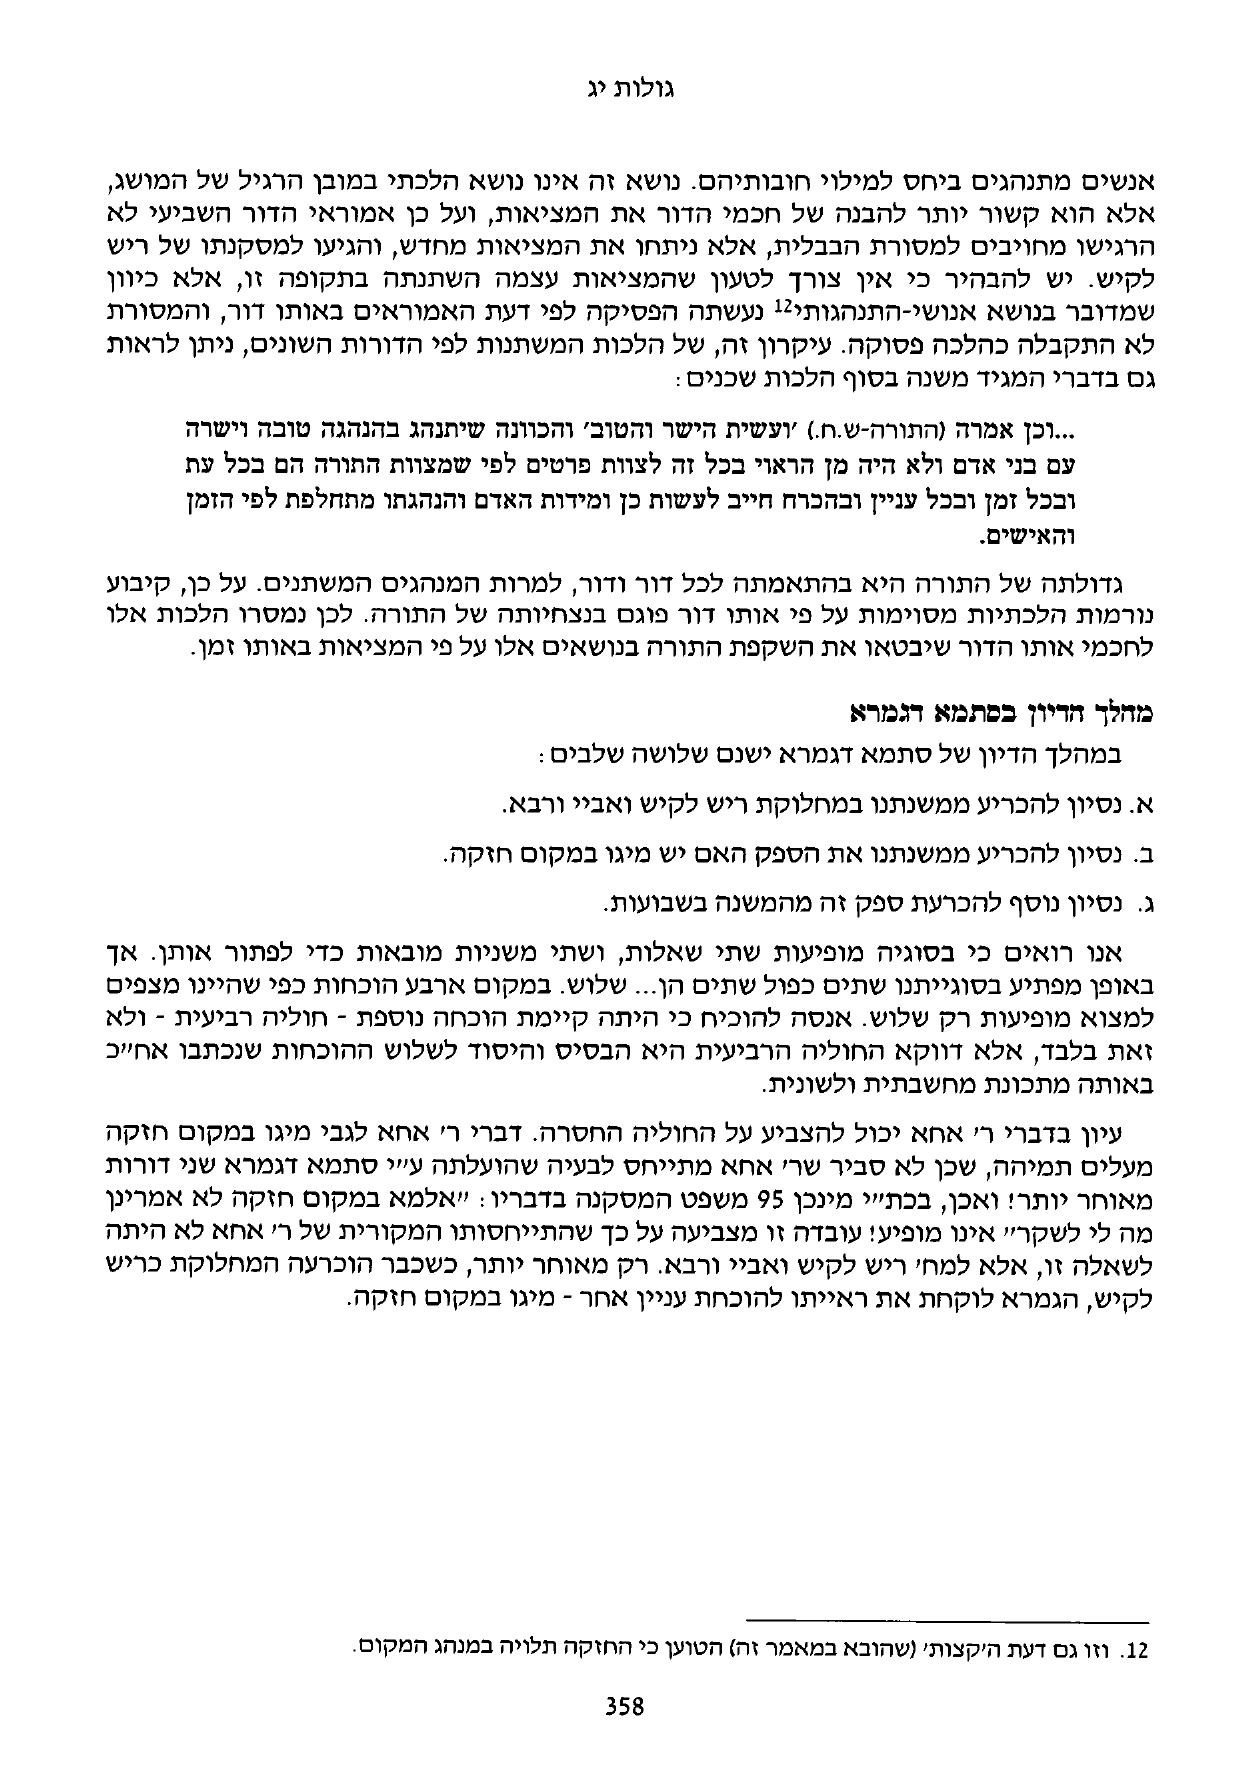 גולות יג
אנשים מתנהגים ביחס למילוי חובותיהם. נושא זה אינו נושא הלכתי במובן הרגיל של המושג,
אלא הוא קשור יותר להבנה של חכמי הדור את המציאות, ועל כן אמוראי הדור השביעי לא
הרגישו מחויבים למסורת הבבלית, אלא ניתחו את המציאות מחדש, והגיעו למסקנתו של ריש
לקיש. יש להבהיר כי אין צורך לטעון שהמציאות עצמה השתנתה בתקופה זו, אלא כיוון
שמדובר בנושא אנושי-התנהגותי12 נעשתה הפסיקה לפי דעת האמוראים באותו דור, והמסורת
לא התקבלה כהלכה פסוקה. עיקרון זה, של הלכות המשתנות לפי הדורות השונים, ניתן לראות
גם בדברי המגיד משנה בסוף הלכות שכנים:
...וכן אמרה (התורה-ש.ח.) 'ועשית הישר והטוב' והכוונה שיתנהג בהנהגה טובה וישרה
עם בני אדם ולא היה מן הראוי בכל זה לצוות פרטים לפי שמצוות התורה הם בכל עת
ובכל זמן ובכל עניין ובהכרח חייב לעשות כן ומידות האדם והנהגתו מתחלפת לפי הזמן
והאישים.
גדולתה של התורה היא בהתאמתה לכל דור ודור, למרות המנהגים המשתנים. על כן, קיבוע
נורמות הלכתיות מסוימות על פי אותו דור פוגם בנצחיותה של התורה. לכן נמסרו הלכות אלו
לחכמי אותו הדור שיבטאו את השקפת התורה בנושאים אלו על פי המציאות באותו זמן.
מהלך הדיון בסתמא דגמרא
במהלך הדיון של סתמא דגמרא ישנם שלושה שלבים:
א. נסיון להכריע ממשנתנו במחלוקת ריש לקיש ואביי ורבא.
ב. נסיון להכריע ממשנתנו את הספק האם יש מיגו במקום חזקה.
ג. נסיון נוסף להכרעת ספק זה מהמשנה בשבועות.
אנו רואים כי בסוגיה מופיעות שתי שאלות, ושתי משניות מובאות כדי לפתור אותן. אך
באופן מפתיע בסוגייתנו שתים כפול שתים הן... שלוש. במקום ארבע הוכחות כפי שהיינו מצפים
למצוא מופיעות רק שלוש. אנסה להוכיח כי היתה קיימת הוכחה נוספת - חוליה רביעית - ולא
זאת בלבד, אלא דווקא החוליה הרביעית היא הבסיס והיסוד לשלוש ההוכחות שנכתבו אח"כ
באותה מתכונת מחשבתית ולשונית.
עיון בדברי ר' אחא יכול להצביע על החוליה החסרה. דברי ר' אחא לגבי מיגו במקום חזקה
מעלים תמיהה, שכן לא סביר שר' אחא מתייחס לבעיה שהועלתה ע"י סתמא דגמרא שני דורות
מאוחר יותר! ואכן, בכת"י מינכן 95 משפט המסקנה בדבריו: "אלמא במקום חזקה לא אמרינן
מה לי לשקר" אינו מופיע! עובדה זו מצביעה על כך שהתייחסותו המקורית של ר' אחא לא היתה
לשאלה זו, אלא למח' ריש לקיש ואביי ורבא. רק מאוחר יותר, כשכבר הוכרעה המחלוקת כריש
לקיש, הגמרא לוקחת את ראייתו להוכחת עניין אחר - מיגו במקום חזקה.
12. וזו גם דעת ה'קצות' (שהובא במאמר זה) הטוען כי החזקה תלויה במנהג המקום.
358